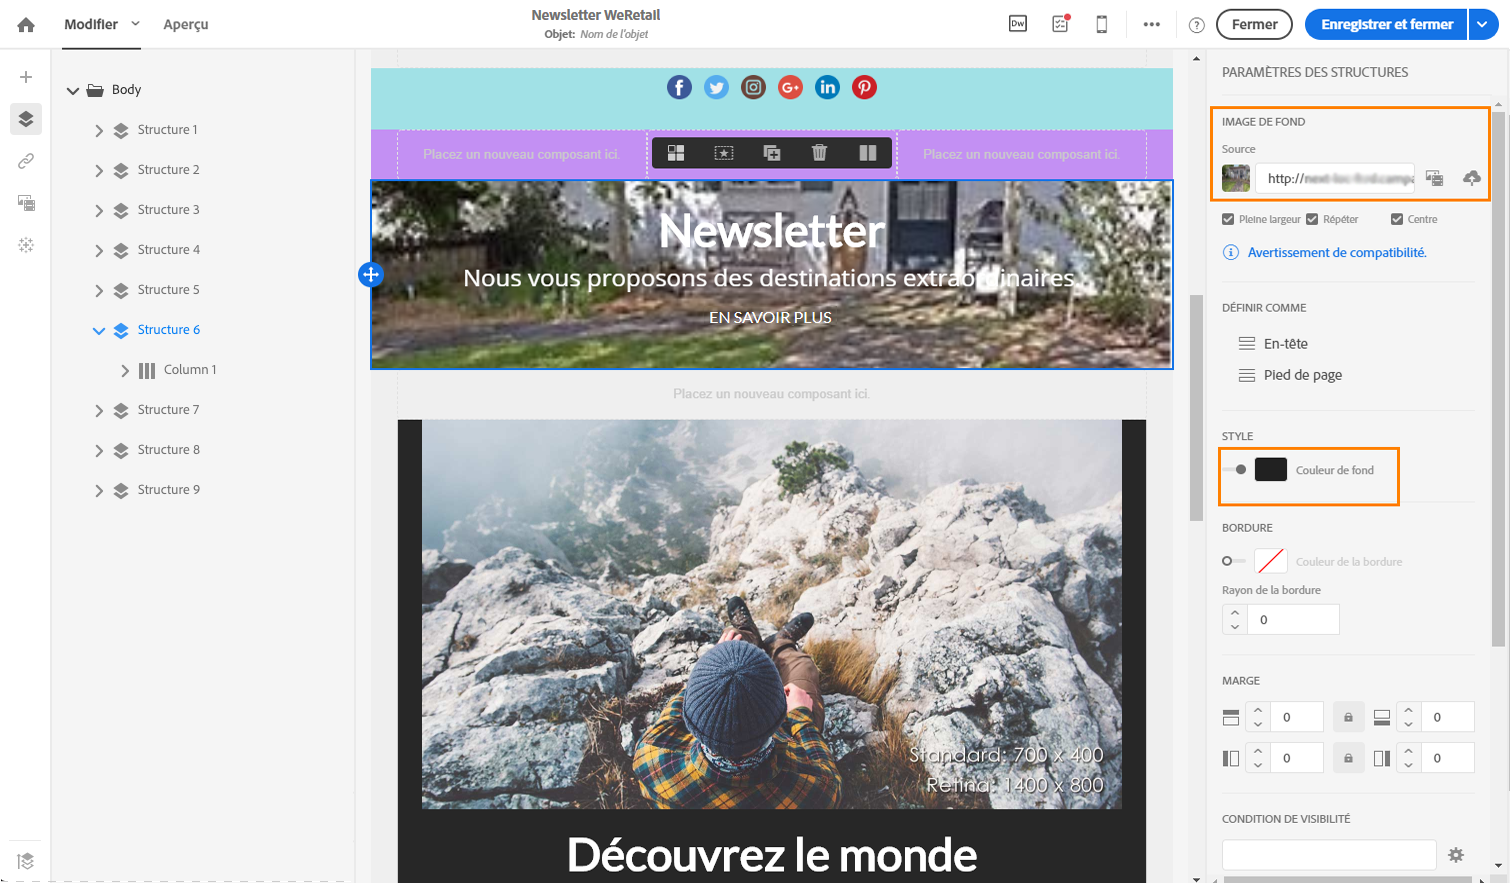 Modifier
Aperçu
Newsletter WeRetail
Objet: Nom de l'objet
Dw
Fermer
Enregistrer et fermer
Body
Structure 1
Structure 2
Structure 3
Structure 4
Structure 5
Structure 6
Column 1
Structure 7
Structure 8
Structure 9
f
G+
in
Placez un nouveau composant ici.
Placez un nouveau composant ici.
Newsletter
Nous vous proposons des destinations extraordinaires.
EN SAVOIR PLUS
Placez un nouveau composant ici.
Standard: 700 x 400
Retina: 1400 x 800
Découvrez le monde
PARAMÈTRES DES STRUCTURES
IMAGE DE FOND
Source
http://
Pleine largeur
Répéter
Centre
Avertissement de compatibilité.
DÉFINIR COMME
En-tête
Pied de page
STYLE
Couleur de fond
BORDURE
Couleur de la bordure
Rayon de la bordure
0
MARGE
0
0
0
0
CONDITION DE VISIBILITÉ